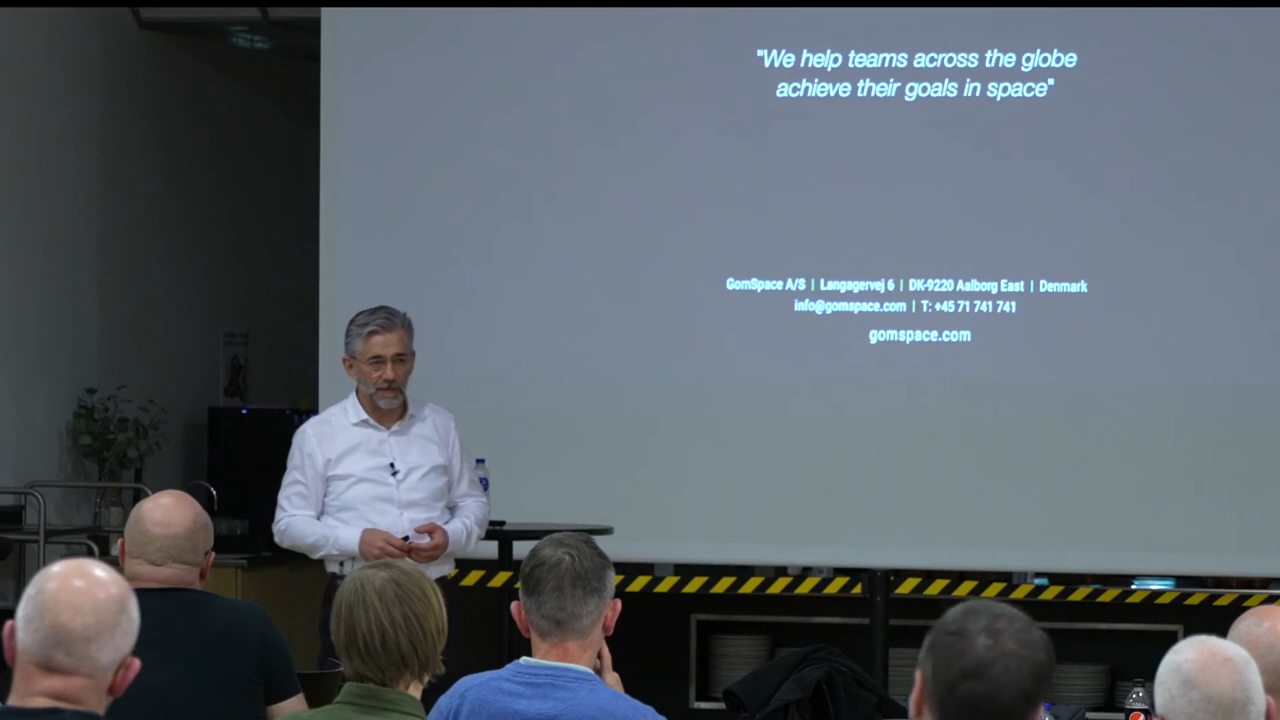 "We help teams across the globe
achieve their goals in space"
GomSpace A/S | Langagervej 6 | DK-9220 Aalborg East | Denmark
info@gomspace.com | T: +45 71 741 741
gomspace.com